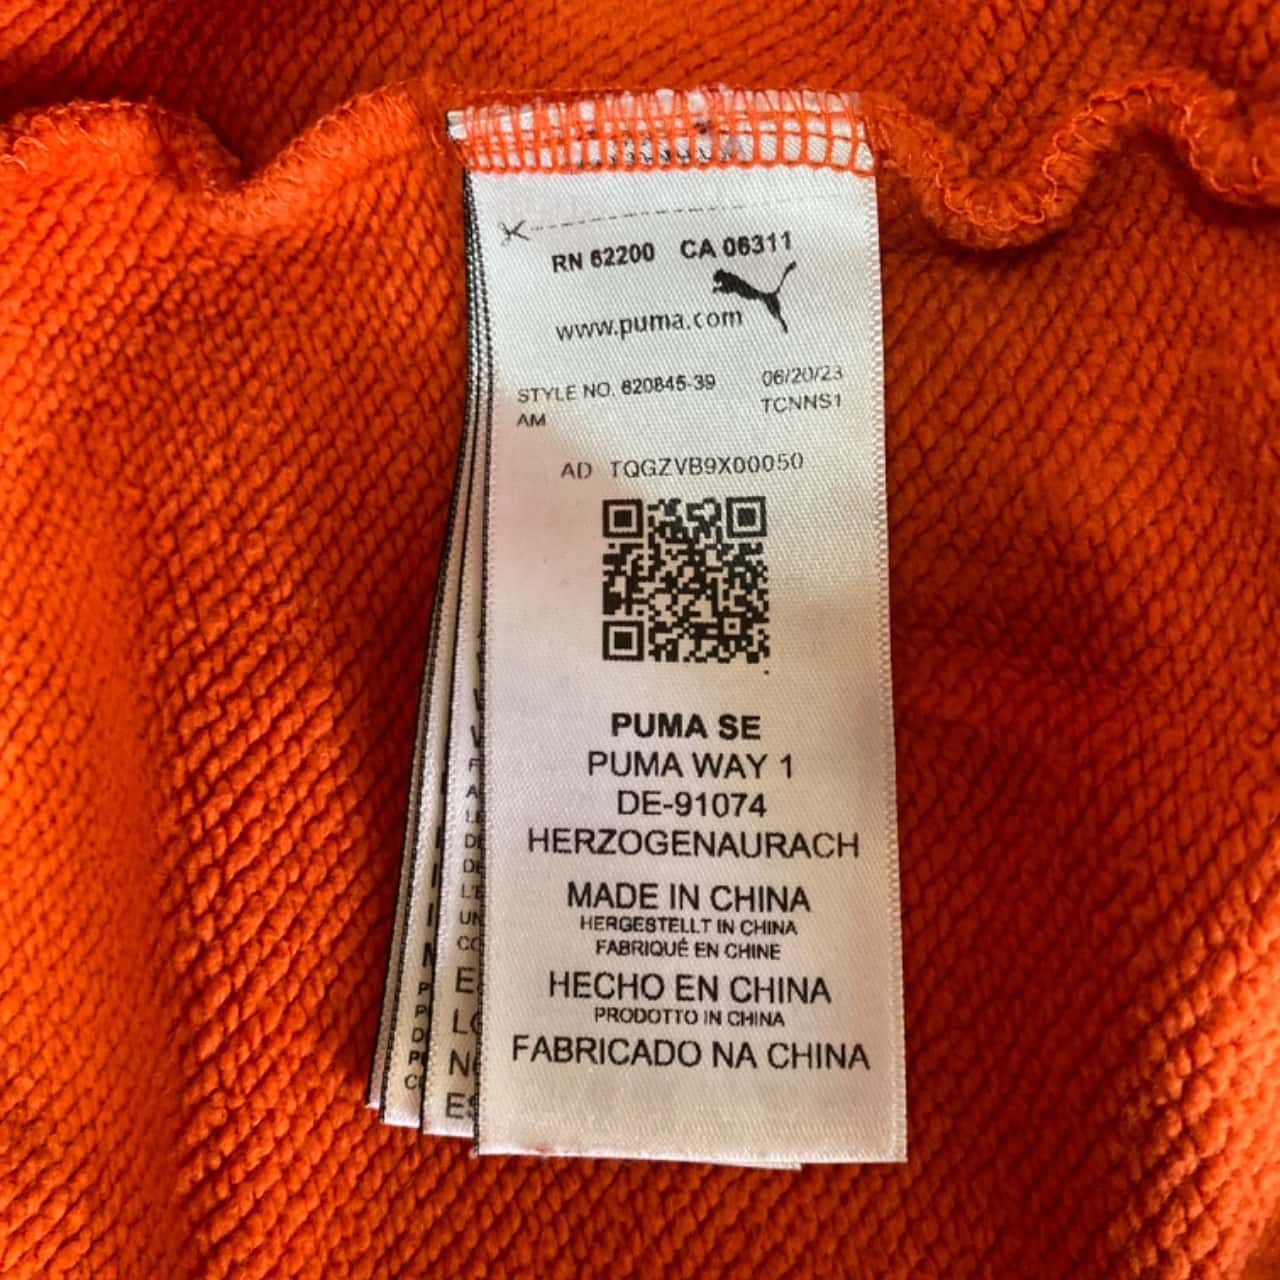 RN 62200 CA 06311
www.puma.com
STYLE NO. 620845-39 06/20/23
AM TCNNS1
AD TQGZVB9X00050
PUMA SE
PUMA WAY 1
DE-91074
HERZOGENAURACH
MADE IN CHINA
HERGESTELLT IN CHINA
FABRIQUÉ EN CHINE
HECHO EN CHINA
PRODOTTO IN CHINA
FABRICADO NA CHINA